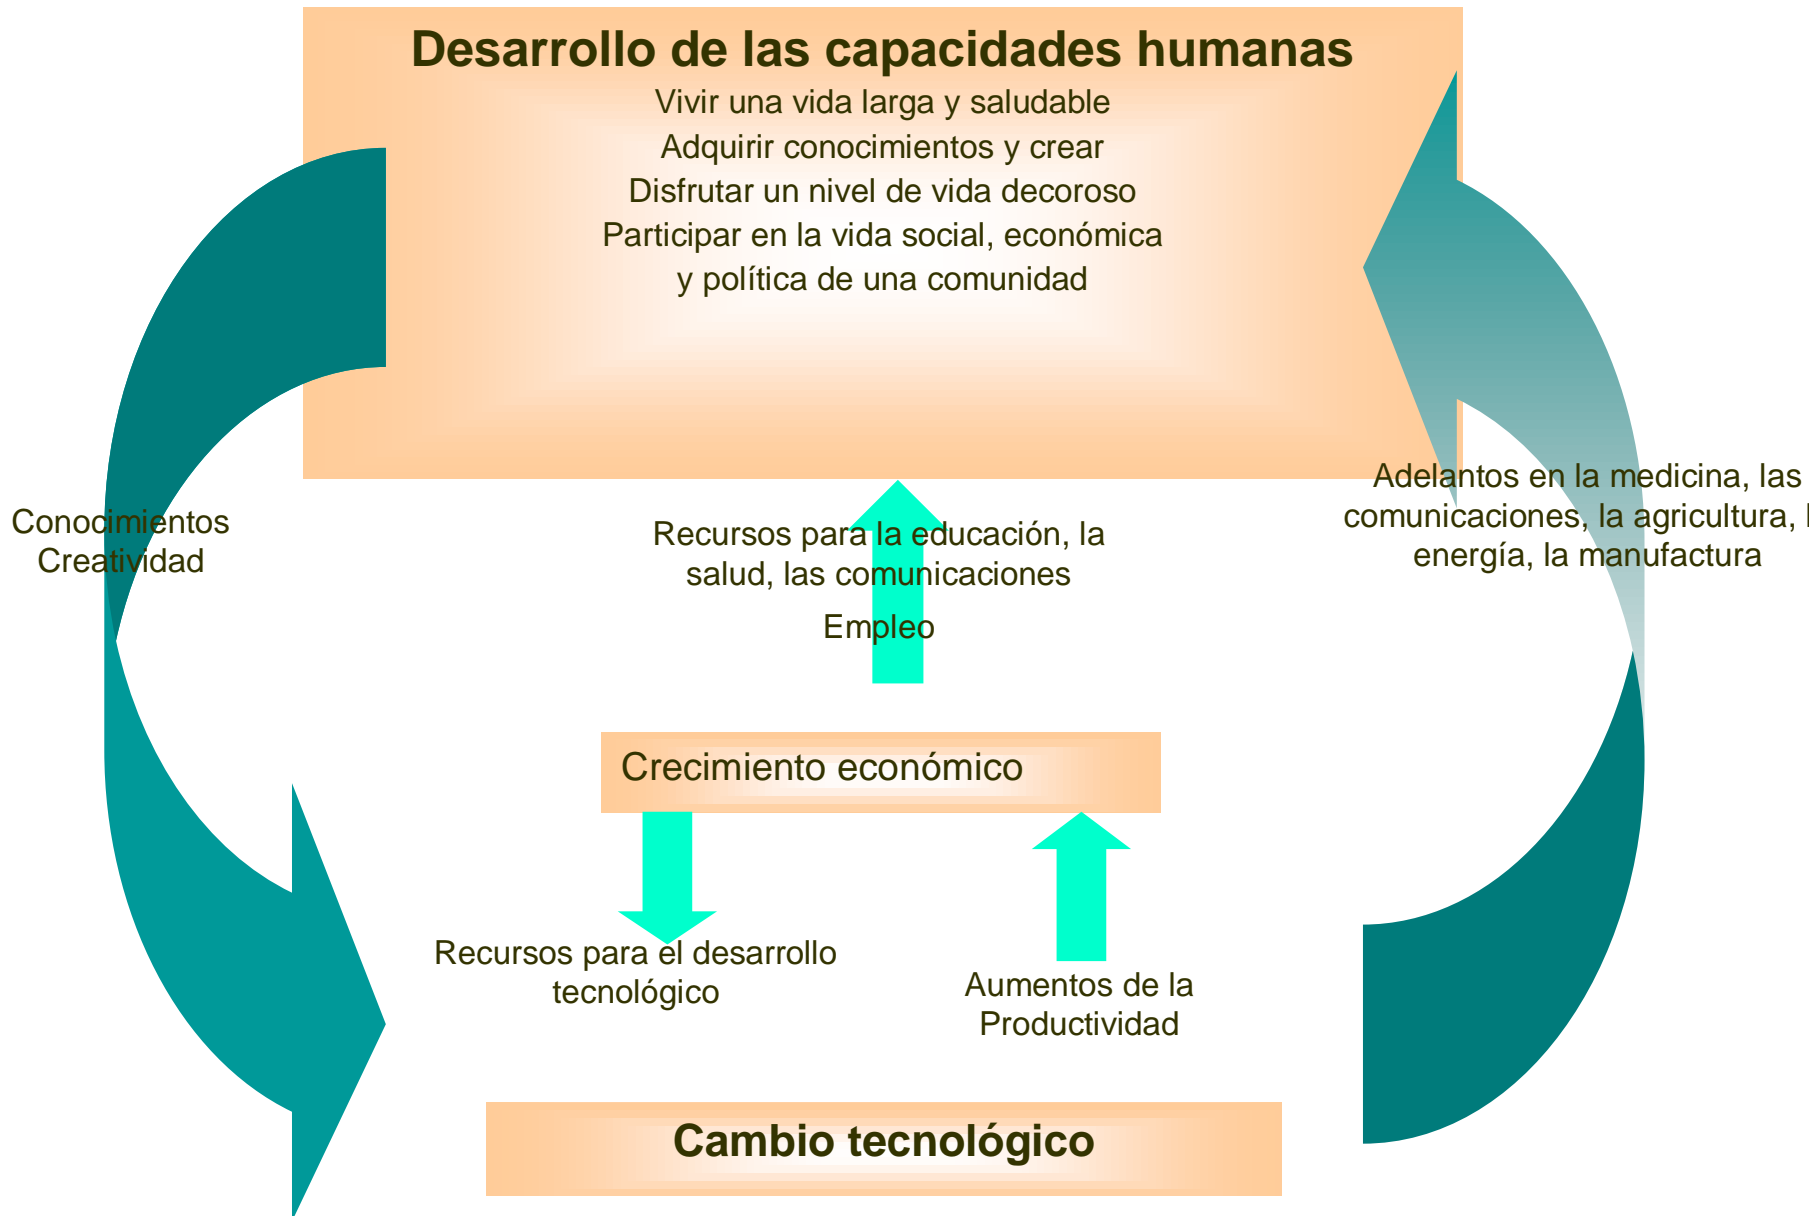 Desarrollo de las capacidades humanas
Vivir una vida larga y saludable
Adquirir conocimientos y crear
Disfrutar un nivel de vida decoroso
Participar en la vida social, económica
y política de una comunidad
Conocimientos
Creatividad
Recursos para la educación, la
salud, las comunicaciones
Empleo
Adelantos en la medicina, las
comunicaciones, la agricultura,
energía, la manufactura
Crecimiento económico
Recursos para el desarrollo
tecnológico
Aumentos de la
Productividad
Cambio tecnológico